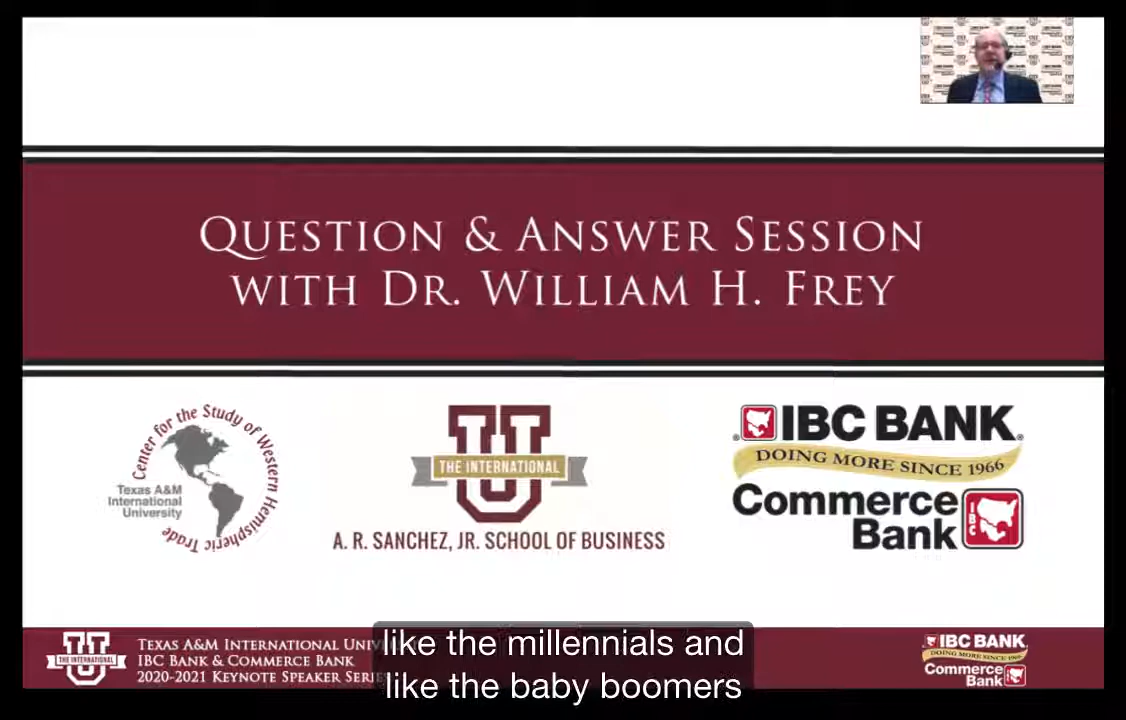 QUESTION & ANSWER SESSION
WITH DR. WILLIAM H. FREY
Center for the Study of Western Hemispheric Trade
Texas A&M
International
University
U
THE INTERNATIONAL
A. R. SANCHEZ, JR. SCHOOL OF BUSINESS
IBC BANK
DOING MORE SINCE 1966
Commerce
Bank
IBC
U
THE INTERNATIONAL
TEXAS A&M INTERNATIONAL
IBC BANK & COMMERCE BANK
2020-2021 KEYNOTE SPEAKER
IBC BANK
DOING MORE SINCE 1966
Commerce
Bank
like the millennials and
like the baby boomers